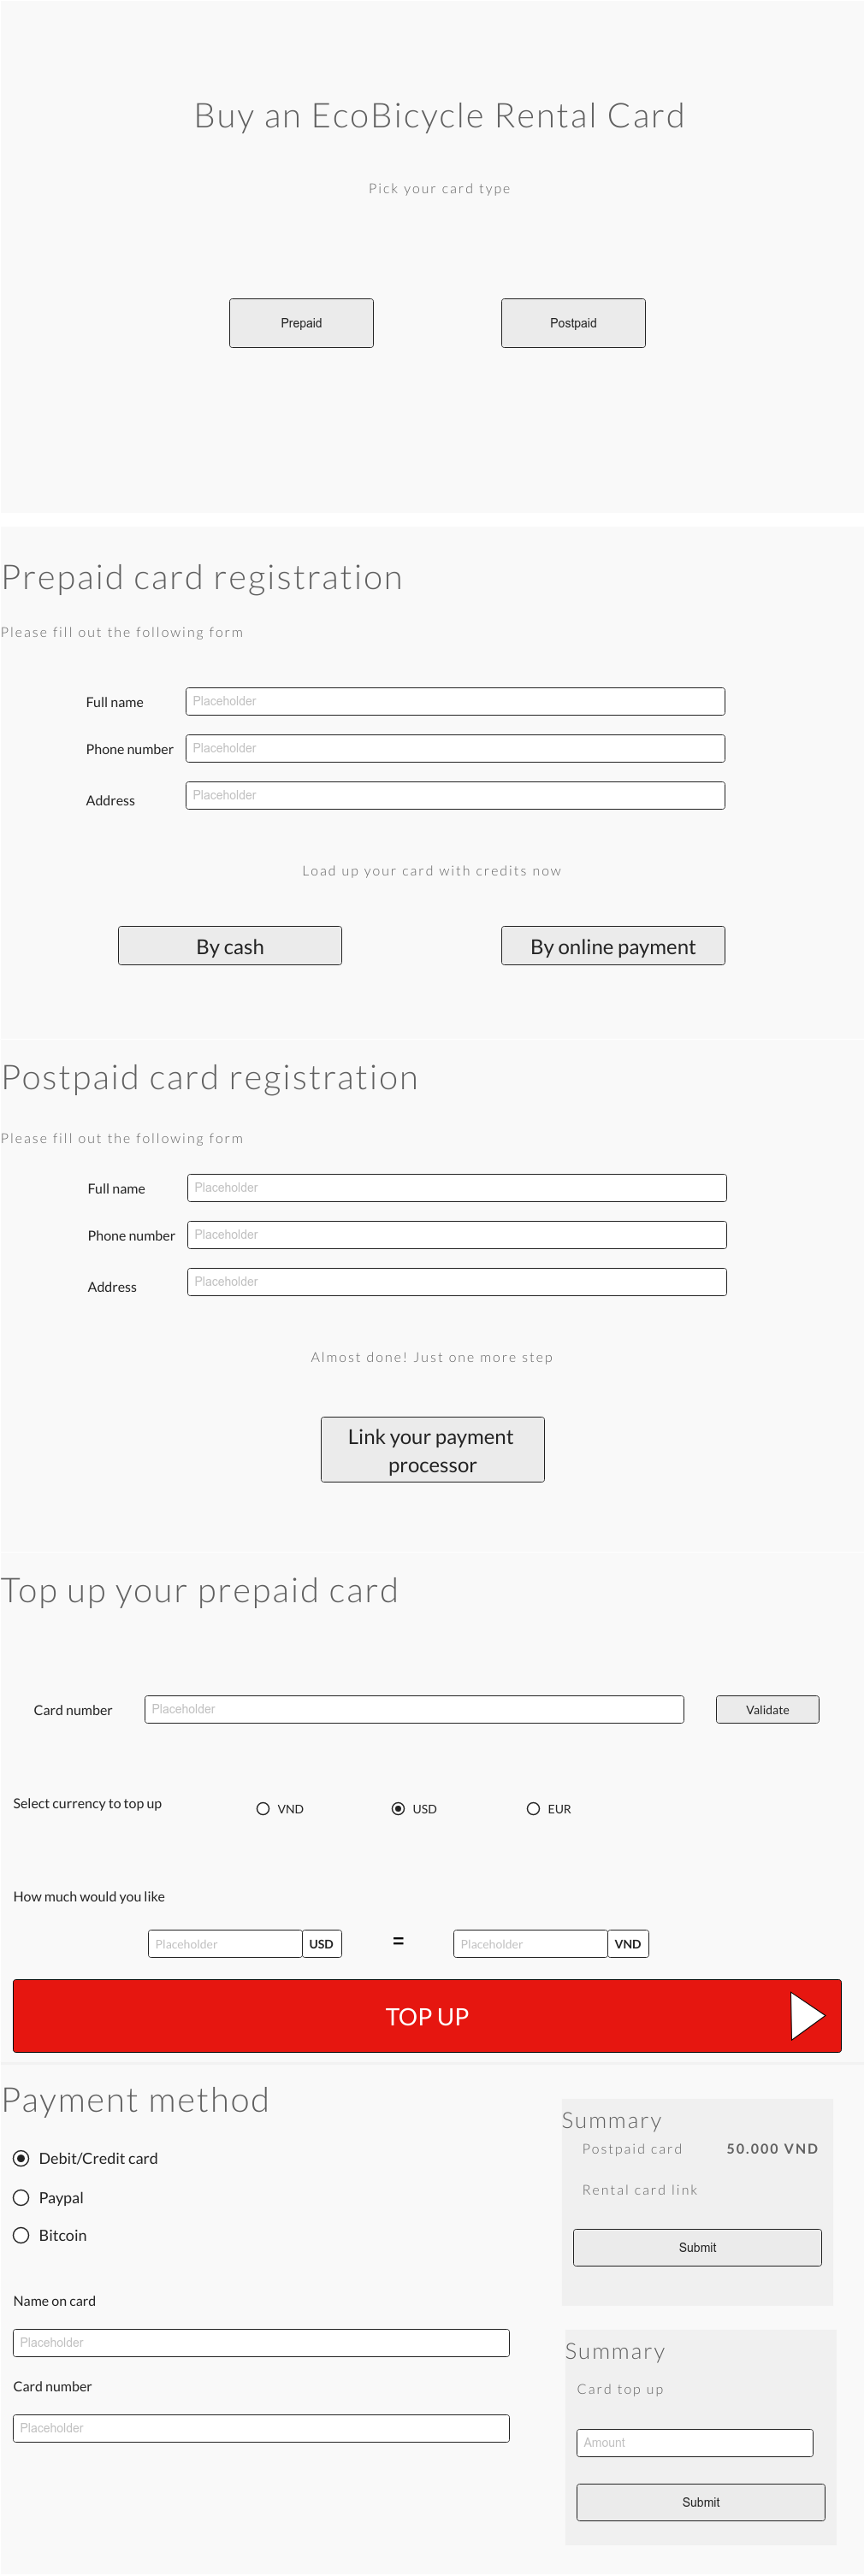 Buy an EcoBicycle Rental Card
Pick your card type
Prepaid
Postpaid
Prepaid card registration
Please fill out the following form
Full name
Placeholder
Phone number
Placeholder
Address
Placeholder
Load up your card with credits now
By cash
By online payment
Postpaid card registration
Please fill out the following form
Full name
Placeholder
Phone number
Placeholder
Address
Placeholder
Almost done! Just one more step
Link your payment
processor
Top up your prepaid card
Card number
Placeholder
Validate
Select currency to top up
VND
USD
EUR
How much would you like
Placeholder
USD
=
Placeholder
VND
TOP UP
Payment method
Debit/Credit card
Paypal
Bitcoin
Name on card
Placeholder
Card number
Placeholder
Summary
Postpaid card 50.000 VND
Rental card link
Submit
Summary
Card top up
Amount
Submit